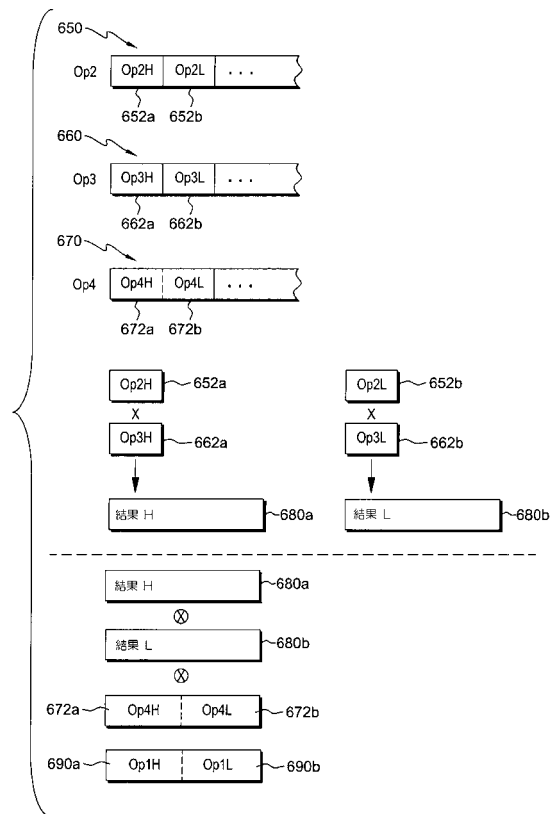 650
Op2 Op2H Op2L ...
652a 652b
660
Op3 Op3H Op3L ...
662a 662b
670
Op4 Op4H Op4L ...
672a 672b
Op2H 652a Op2L 652b
X X
Op3H 662a Op3L 662b
結果 H 680a 結果 L 680b
結果 H 680a
結果 L 680b
672a Op4H Op4L 672b
690a Op1H Op1L 690b